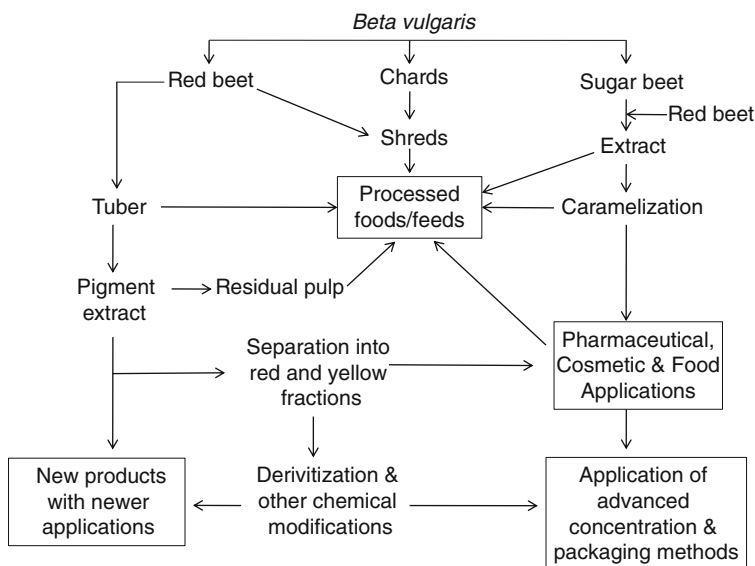 Beta vulgaris
Red beet
Chards
Sugar beet
Red beet
Shreds
Extract
Tuber
Processed
foods/feeds
Caramelization
Pigment
extract
Residual pulp
Separation into
red and yellow
fractions
Pharmaceutical,
Cosmetic & Food
Applications
New products
with newer
applications
Derivitization &
other chemical
modifications
Application of
advanced
concentration &
packaging methods